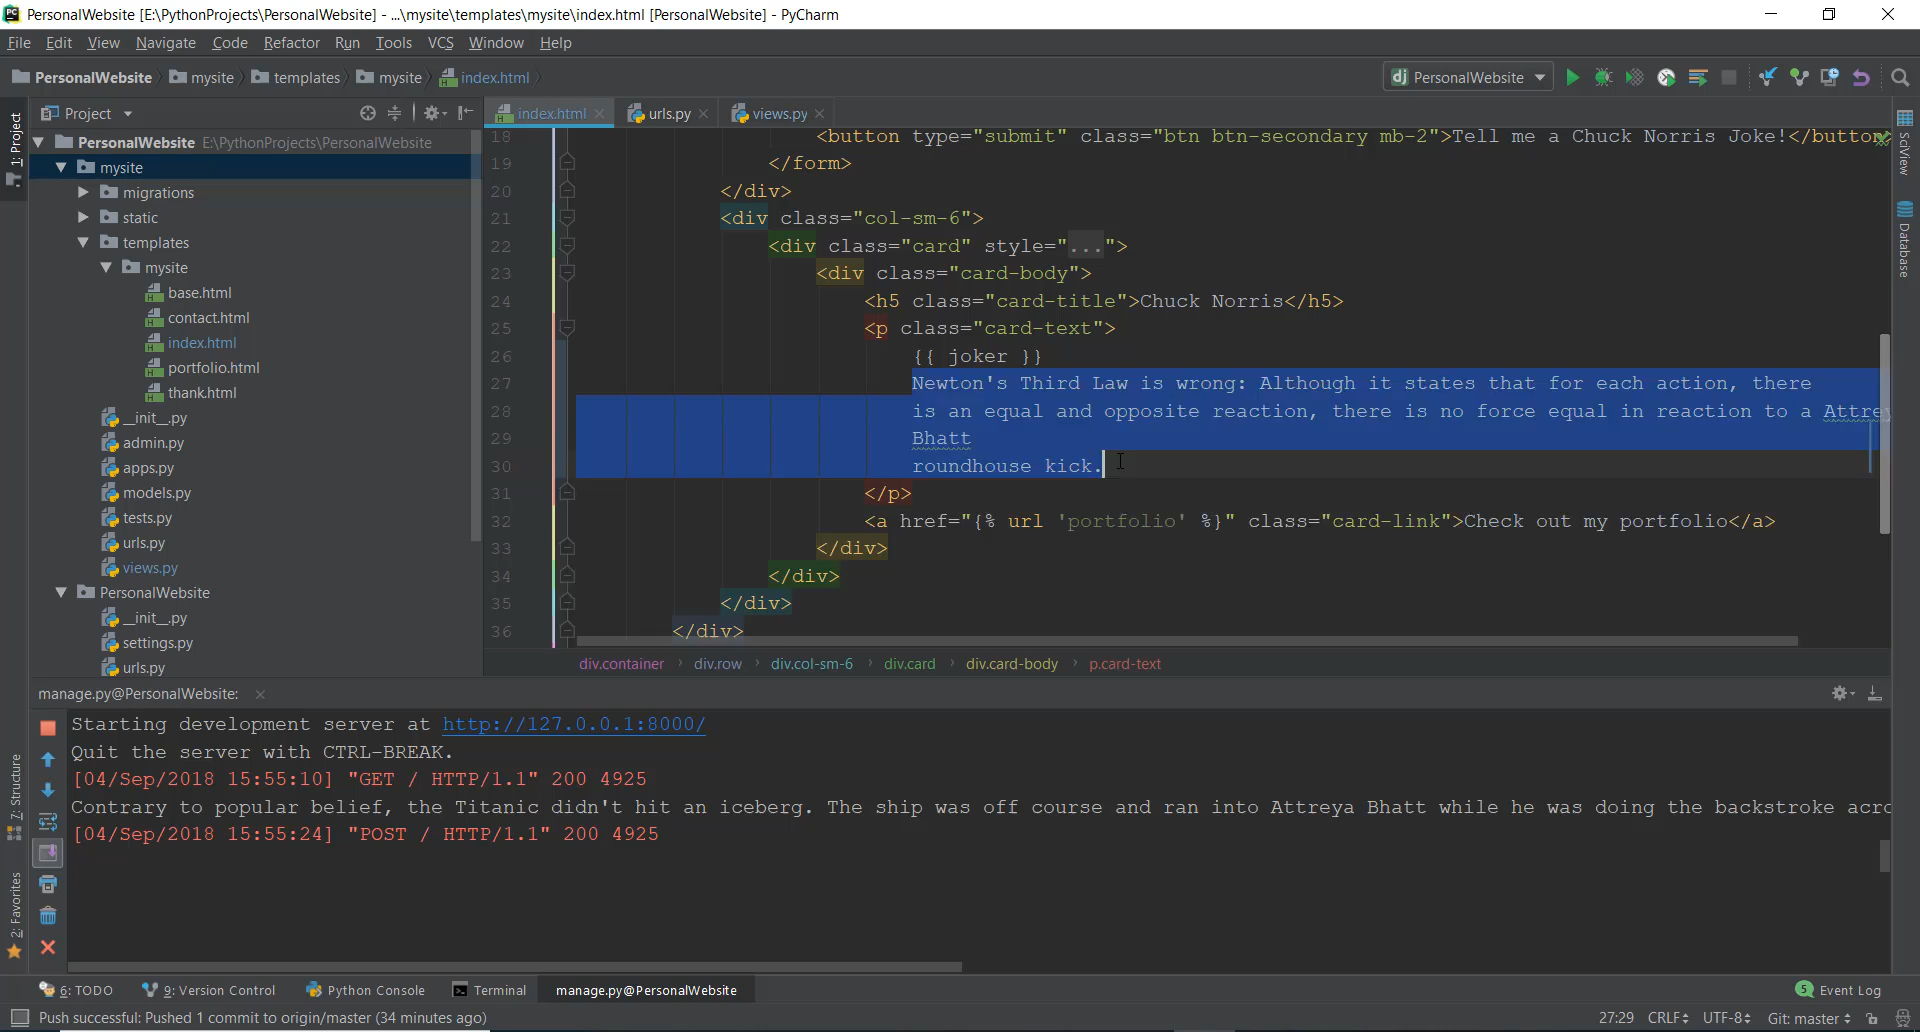 PersonalWebsite [E:\PythonProjects\PersonalWebsite] - ...\mysite\templates\mysite\index.html [PersonalWebsite] - PyCharm
File Edit View Navigate Code Refactor Run Tools VCS Window Help
PersonalWebsite mysite templates mysite index.html
PersonalWebsite
1: Project
Project
PersonalWebsite E:\PythonProjects\PersonalWebsite
mysite
migrations
static
templates
mysite
base.html
contact.html
index.html
portfolio.html
thank.html
__init__.py
admin.py
apps.py
models.py
tests.py
urls.py
views.py
PersonalWebsite
__init__.py
settings.py
urls.py
index.html urls.py views.py
18 <button type="submit" class="btn btn-secondary mb-2">Tell me a Chuck Norris Joke!</button
19 </form>
20 </div>
21 <div class="col-sm-6">
22 <div class="card" style="...">
23 <div class="card-body">
24 <h5 class="card-title">Chuck Norris</h5>
25 <p class="card-text">
26 {{ joker }}
27 Newton's Third Law is wrong: Although it states that for each action, there
28 is an equal and opposite reaction, there is no force equal in reaction to a Attrey
29 Bhatt
30 roundhouse kick.
31 </p>
32 <a href="{% url 'portfolio' %}" class="card-link">Check out my portfolio</a>
33 </div>
34 </div>
35 </div>
36 </div>
div.container div.row div.col-sm-6 div.card div.card-body p.card-text
SciView
Database
manage.py@PersonalWebsite:
Starting development server at http://127.0.0.1:8000/
Quit the server with CTRL-BREAK.
[04/Sep/2018 15:55:10] "GET / HTTP/1.1" 200 4925
Contrary to popular belief, the Titanic didn't hit an iceberg. The ship was off course and ran into Attreya Bhatt while he was doing the backstroke acro
[04/Sep/2018 15:55:24] "POST / HTTP/1.1" 200 4925
7: Structure
2: Favorites
6: TODO 9: Version Control Python Console Terminal manage.py@PersonalWebsite 5 Event Log
Push successful: Pushed 1 commit to origin/master (34 minutes ago) 27:29 CRLF UTF-8 Git: master